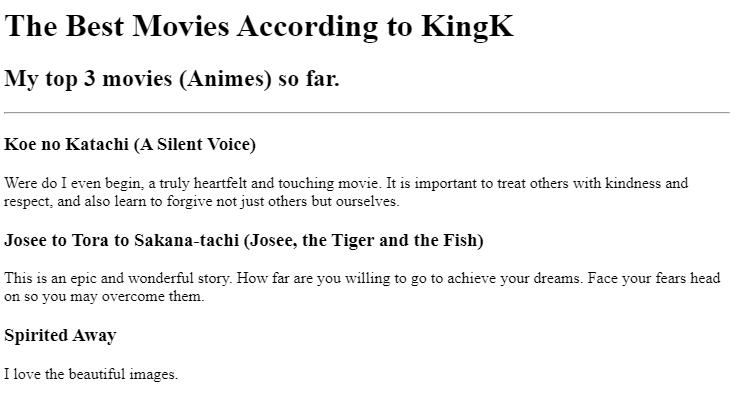 The Best Movies According to KingK
My top 3 movies (Animes) so far.
Koe no Katachi (A Silent Voice)
Were do I even begin, a truly heartfelt and touching movie. It is important to treat others with kindness and
respect, and also learn to forgive not just others but ourselves.
Josee to Tora to Sakana-tachi (Josee, the Tiger and the Fish)
This is an epic and wonderful story. How far are you willing to go to achieve your dreams. Face your fears head
on so you may overcome them.
Spirited Away
I love the beautiful images.